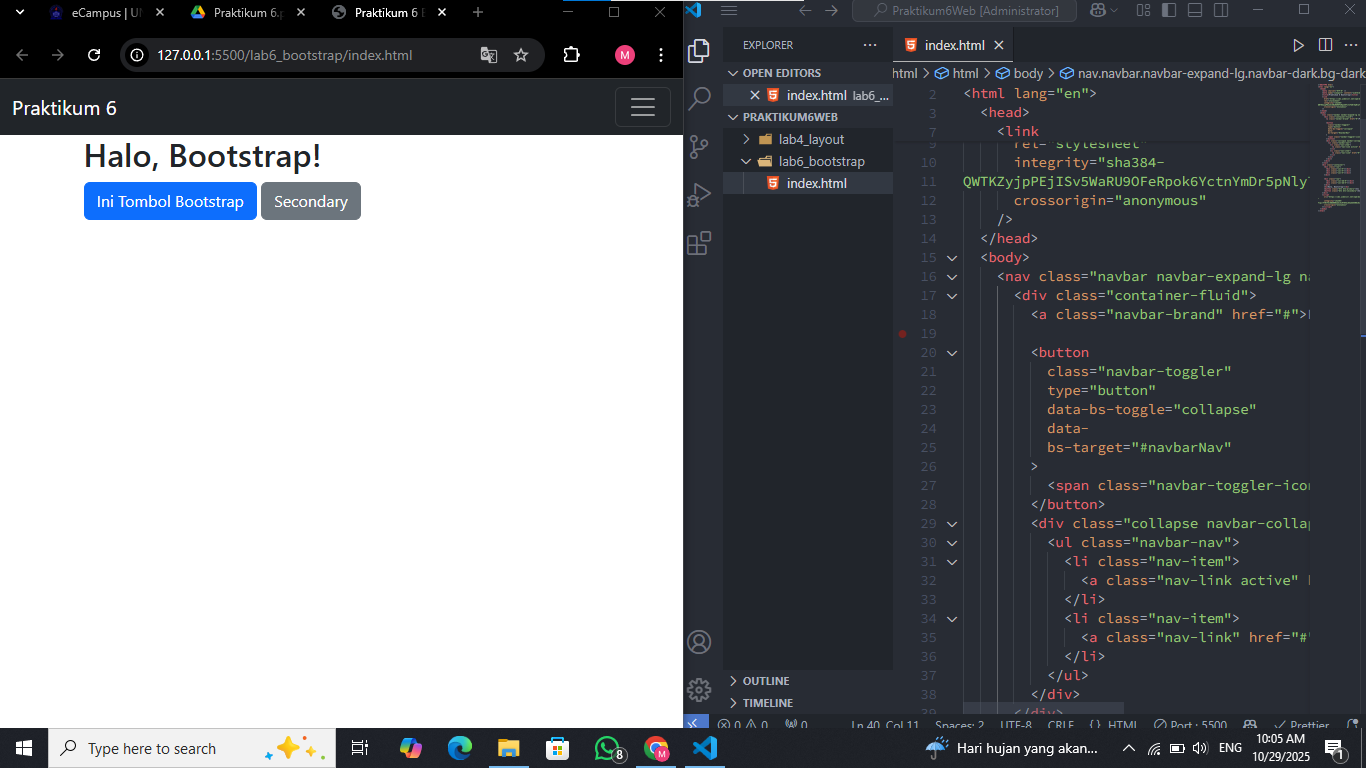 eCampus | U
Praktikum 6.
Praktikum 6
127.0.0.1:5500/lab6_bootstrap/index.html
M
Praktikum 6
Halo, Bootstrap!
Ini Tombol Bootstrap
Secondary
Praktikum6Web [Administrator]
EXPLORER
index.html
OPEN EDITORS
index.html lab6_...
PRAKTIKUM6WEB
lab4_layout
lab6_bootstrap
index.html
OUTLINE
TIMELINE
html > html > body > nav.navbar.navbar-expand-lg.navbar-dark.bg-dark
2 <html lang="en">
3 <head>
7 <link
9 rel="stylesheet"
10 integrity="sha384-
11 QWTKZyjpPEjISv5WaRU9OFeRpok6YctnYmDr5pNly
12 crossorigin="anonymous"
13 />
14 </head>
15 <body>
16 <nav class="navbar navbar-expand-lg na
17 <div class="container-fluid">
18 <a class="navbar-brand" href="#">
19
20 <button
21 class="navbar-toggler"
22 type="button"
23 data-bs-toggle="collapse"
24 data-
25 bs-target="#navbarNav"
26 >
27 <span class="navbar-toggler-ico
28 </button>
29 <div class="collapse navbar-colla
30 <ul class="navbar-nav">
31 <li class="nav-item">
32 <a class="nav-link active"
33 </li>
34 <li class="nav-item">
35 <a class="nav-link" href="#"
36 </li>
37 </ul>
38 </div>
39 </div>
0 0 0
Ln 40, Col 11
Spaces: 2
UTF-8
CRLF
{ } HTML
Port : 5500
Prettier
Type here to search
8
M
Hari hujan yang akan...
ENG
10:05 AM
10/29/2025
1